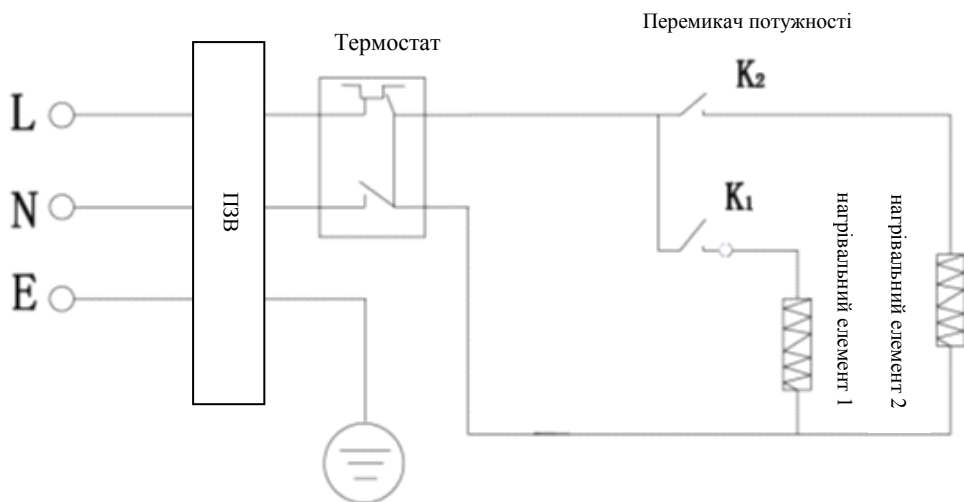 Перемикач потужності
Термостат
K2
L
ПЗВ
N
K1
нагрівальний елемент 1
нагрівальний елемент 2
E